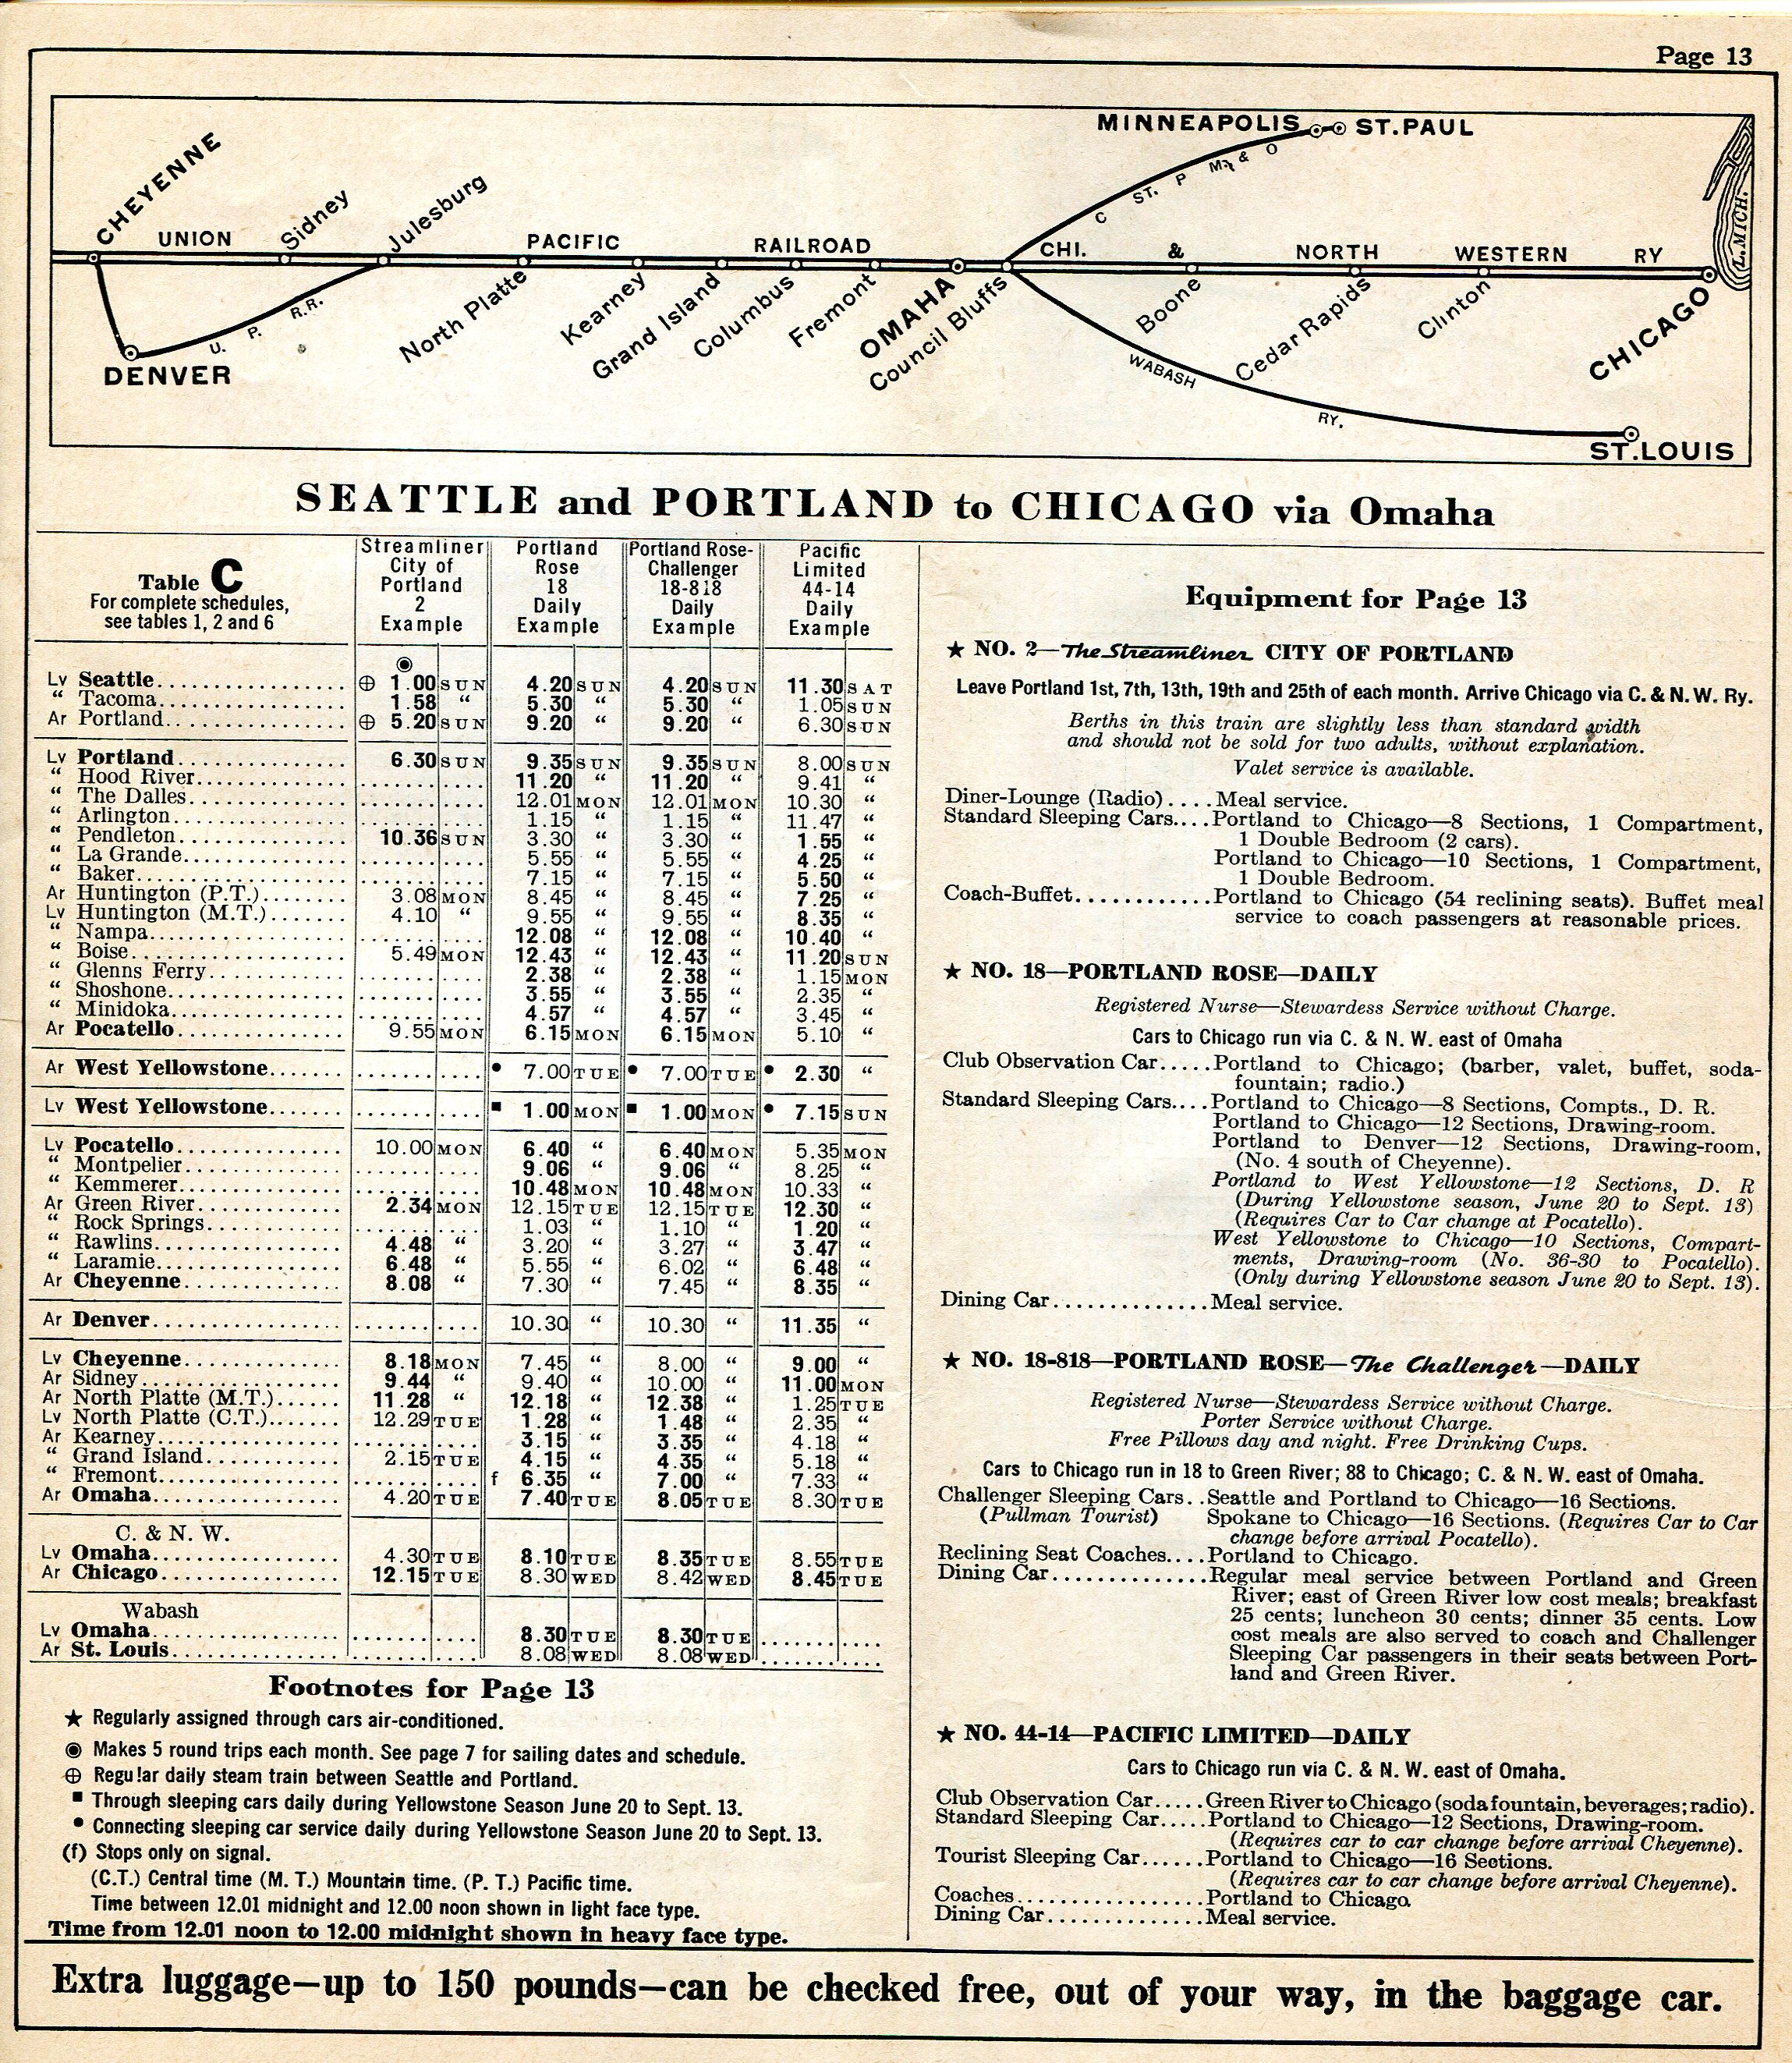 Page 13
MINNEAPOLIS ST.PAUL
C ST. P M & O
CHEYENNE
UNION
Sidney
Julesburg
PACIFIC
RAILROAD
CHI. & NORTH WESTERN RY
L.MICH.
U. P. R.R.
DENVER
North Platte
Kearney
Grand Island
Columbus
Fremont
OMAHA
Council Bluffs
Boone
Cedar Rapids
Clinton
CHICAGO
WABASH RY.
ST.LOUIS
SEATTLE and PORTLAND to CHICAGO via Omaha
Table C
For complete schedules,
see tables 1, 2 and 6
Streamliner City of Portland 2 Example
Portland Rose 18 Daily Example
Portland Rose-Challenger 18-818 Daily Example
Pacific Limited 44-14 Daily Example
◉
Lv Seattle ⊕ 1.00 SUN 4.20 SUN 4.20 SUN 11.30 SAT
“ Tacoma 1.58 “ 5.30 “ 5.30 “ 1.05 SUN
Ar Portland ⊕ 5.20 SUN 9.20 “ 9.20 “ 6.30 SUN
Lv Portland 6.30 SUN 9.35 SUN 9.35 SUN 8.00 SUN
“ Hood River 11.20 “ 11.20 “ 9.41 “
“ The Dalles 12.01 MON 12.01 MON 10.30 “
“ Arlington 1.15 “ 1.15 “ 11.47 “
“ Pendleton 10.36 SUN 3.30 “ 3.30 “ 1.55 “
“ La Grande 5.55 “ 5.55 “ 4.25 “
“ Baker 7.15 “ 7.15 “ 5.50 “
Ar Huntington (P.T.) 3.08 MON 8.45 “ 8.45 “ 7.25 “
Lv Huntington (M.T.) 4.10 “ 9.55 “ 9.55 “ 8.35 “
“ Nampa 12.08 “ 12.08 “ 10.40 “
“ Boise 5.49 MON 12.43 “ 12.43 “ 11.20 SUN
“ Glenns Ferry 2.38 “ 2.38 “ 1.15 MON
“ Shoshone 3.55 “ 3.55 “ 2.35 “
“ Minidoka 4.57 “ 4.57 “ 3.45 “
Ar Pocatello 9.55 MON 6.15 MON 6.15 MON 5.10 “
Ar West Yellowstone ● 7.00 TUE ● 7.00 TUE ● 2.30 “
Lv West Yellowstone ■ 1.00 MON ■ 1.00 MON ● 7.15 SUN
Lv Pocatello 10.00 MON 6.40 “ 6.40 MON 5.35 MON
“ Montpelier 9.06 “ 9.06 “ 8.25 “
“ Kemmerer 10.48 MON 10.48 MON 10.33 “
Ar Green River 2.34 MON 12.15 TUE 12.15 TUE 12.30 “
“ Rock Springs 1.03 “ 1.10 “ 1.20 “
“ Rawlins 4.48 “ 3.20 “ 3.27 “ 3.47 “
“ Laramie 6.48 “ 5.55 “ 6.02 “ 6.48 “
Ar Cheyenne 8.08 “ 7.30 “ 7.45 “ 8.35 “
Ar Denver 10.30 “ 10.30 “ 11.35 “
Lv Cheyenne 8.18 MON 7.45 “ 8.00 “ 9.00 “
Ar Sidney 9.44 “ 9.40 “ 10.00 “ 11.00 MON
Ar North Platte (M.T.) 11.28 “ 12.18 “ 12.38 “ 1.25 TUE
Lv North Platte (C.T.) 12.29 TUE 1.28 “ 1.48 “ 2.35 “
Ar Kearney 3.15 “ 3.35 “ 4.18 “
“ Grand Island 2.15 TUE 4.15 “ 4.35 “ 5.18 “
“ Fremont f 6.35 “ 7.00 “ 7.33 “
Ar Omaha 4.20 TUE 7.40 TUE 8.05 TUE 8.30 TUE
C. & N. W.
Lv Omaha 4.30 TUE 8.10 TUE 8.35 TUE 8.55 TUE
Ar Chicago 12.15 TUE 8.30 WED 8.42 WED 8.45 TUE
Wabash
Lv Omaha 8.30 TUE 8.30 TUE
Ar St. Louis 8.08 WED 8.08 WED
Footnotes for Page 13
★ Regularly assigned through cars air-conditioned.
◉ Makes 5 round trips each month. See page 7 for sailing dates and schedule.
⊕ Regular daily steam train between Seattle and Portland.
■ Through sleeping cars daily during Yellowstone Season June 20 to Sept. 13.
● Connecting sleeping car service daily during Yellowstone Season June 20 to Sept. 13.
(f) Stops only on signal.
(C.T.) Central time (M. T.) Mountain time. (P. T.) Pacific time.
Time between 12.01 midnight and 12.00 noon shown in light face type.
Time from 12.01 noon to 12.00 midnight shown in heavy face type.
Equipment for Page 13
★ NO. 2—The Streamliner CITY OF PORTLAND
Leave Portland 1st, 7th, 13th, 19th and 25th of each month. Arrive Chicago via C. & N. W. Ry.
Berths in this train are slightly less than standard width
and should not be sold for two adults, without explanation.
Valet service is available.
Diner-Lounge (Radio)....Meal service.
Standard Sleeping Cars....Portland to Chicago—8 Sections, 1 Compartment,
1 Double Bedroom (2 cars).
Portland to Chicago—10 Sections, 1 Compartment,
1 Double Bedroom.
Coach-Buffet............Portland to Chicago (54 reclining seats). Buffet meal
service to coach passengers at reasonable prices.
★ NO. 18—PORTLAND ROSE—DAILY
Registered Nurse—Stewardess Service without Charge.
Cars to Chicago run via C. & N. W. east of Omaha
Club Observation Car.....Portland to Chicago; (barber, valet, buffet, soda-
fountain; radio.)
Standard Sleeping Cars....Portland to Chicago—8 Sections, Compts., D. R.
Portland to Chicago—12 Sections, Drawing-room.
Portland to Denver—12 Sections, Drawing-room,
(No. 4 south of Cheyenne).
Portland to West Yellowstone—12 Sections, D. R
(During Yellowstone season, June 20 to Sept. 13)
(Requires Car to Car change at Pocatello).
West Yellowstone to Chicago—10 Sections, Compart-
ments, Drawing-room (No. 36-30 to Pocatello).
(Only during Yellowstone season June 20 to Sept. 13).
Dining Car..............Meal service.
★ NO. 18-818—PORTLAND ROSE—The Challenger—DAILY
Registered Nurse—Stewardess Service without Charge.
Porter Service without Charge.
Free Pillows day and night. Free Drinking Cups.
Cars to Chicago run in 18 to Green River; 88 to Chicago; C. & N. W. east of Omaha.
Challenger Sleeping Cars..Seattle and Portland to Chicago—16 Sections.
(Pullman Tourist) Spokane to Chicago—16 Sections. (Requires Car to Car
change before arrival Pocatello).
Reclining Seat Coaches....Portland to Chicago.
Dining Car..............Regular meal service between Portland and Green
River; east of Green River low cost meals; breakfast
25 cents; luncheon 30 cents; dinner 35 cents. Low
cost meals are also served to coach and Challenger
Sleeping Car passengers in their seats between Port-
land and Green River.
★ NO. 44-14—PACIFIC LIMITED—DAILY
Cars to Chicago run via C. & N. W. east of Omaha.
Club Observation Car.....Green River to Chicago (soda fountain, beverages; radio).
Standard Sleeping Car.....Portland to Chicago—12 Sections, Drawing-room.
(Requires car to car change before arrival Cheyenne).
Tourist Sleeping Car......Portland to Chicago—16 Sections.
(Requires car to car change before arrival Cheyenne).
Coaches.................Portland to Chicago
Dining Car..............Meal service.
Extra luggage—up to 150 pounds—can be checked free, out of your way, in the baggage car.